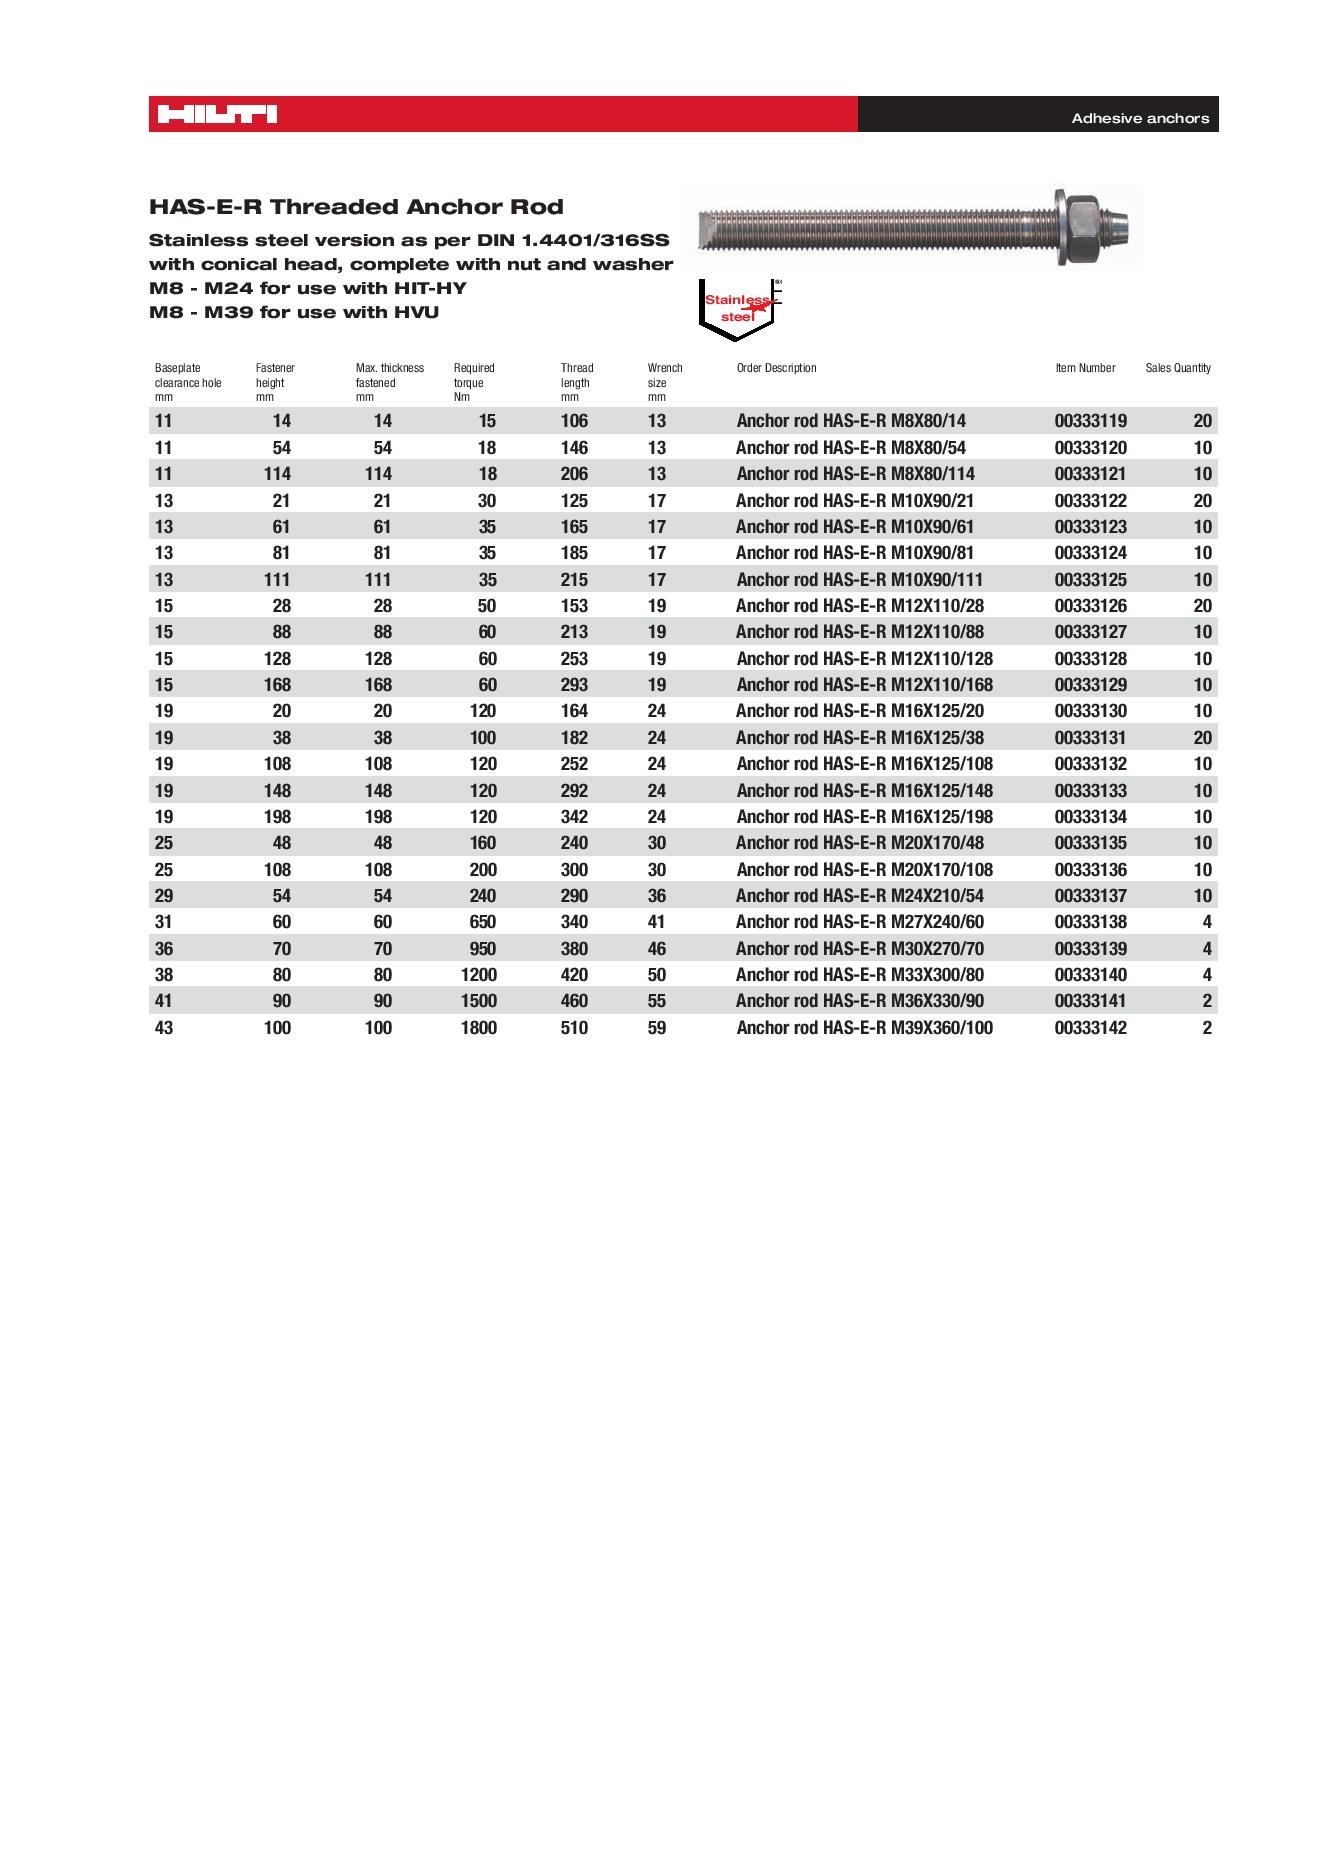 HILTI
Adhesive anchors
HAS-E-R Threaded Anchor Rod
Stainless steel version as per DIN 1.4401/316SS
with conical head, complete with nut and washer
M8 - M24 for use with HIT-HY
M8 - M39 for use with HVU
Stainless
steel
Baseplate clearance hole mm Fastener height mm Max. thickness fastened mm Required torque Nm Thread length mm Wrench size mm Order Description Item Number Sales Quantity
11 14 14 15 106 13 Anchor rod HAS-E-R M8X80/14 00333119 20
11 54 54 18 146 13 Anchor rod HAS-E-R M8X80/54 00333120 10
11 114 114 18 206 13 Anchor rod HAS-E-R M8X80/114 00333121 10
13 21 21 30 125 17 Anchor rod HAS-E-R M10X90/21 00333122 20
13 61 61 35 165 17 Anchor rod HAS-E-R M10X90/61 00333123 10
13 81 81 35 185 17 Anchor rod HAS-E-R M10X90/81 00333124 10
13 111 111 35 215 17 Anchor rod HAS-E-R M10X90/111 00333125 10
15 28 28 50 153 19 Anchor rod HAS-E-R M12X110/28 00333126 20
15 88 88 60 213 19 Anchor rod HAS-E-R M12X110/88 00333127 10
15 128 128 60 253 19 Anchor rod HAS-E-R M12X110/128 00333128 10
15 168 168 60 293 19 Anchor rod HAS-E-R M12X110/168 00333129 10
19 20 20 120 164 24 Anchor rod HAS-E-R M16X125/20 00333130 10
19 38 38 100 182 24 Anchor rod HAS-E-R M16X125/38 00333131 20
19 108 108 120 252 24 Anchor rod HAS-E-R M16X125/108 00333132 10
19 148 148 120 292 24 Anchor rod HAS-E-R M16X125/148 00333133 10
19 198 198 120 342 24 Anchor rod HAS-E-R M16X125/198 00333134 10
25 48 48 160 240 30 Anchor rod HAS-E-R M20X170/48 00333135 10
25 108 108 200 300 30 Anchor rod HAS-E-R M20X170/108 00333136 10
29 54 54 240 290 36 Anchor rod HAS-E-R M24X210/54 00333137 10
31 60 60 650 340 41 Anchor rod HAS-E-R M27X240/60 00333138 4
36 70 70 950 380 46 Anchor rod HAS-E-R M30X270/70 00333139 4
38 80 80 1200 420 50 Anchor rod HAS-E-R M33X300/80 00333140 4
41 90 90 1500 460 55 Anchor rod HAS-E-R M36X330/90 00333141 2
43 100 100 1800 510 59 Anchor rod HAS-E-R M39X360/100 00333142 2